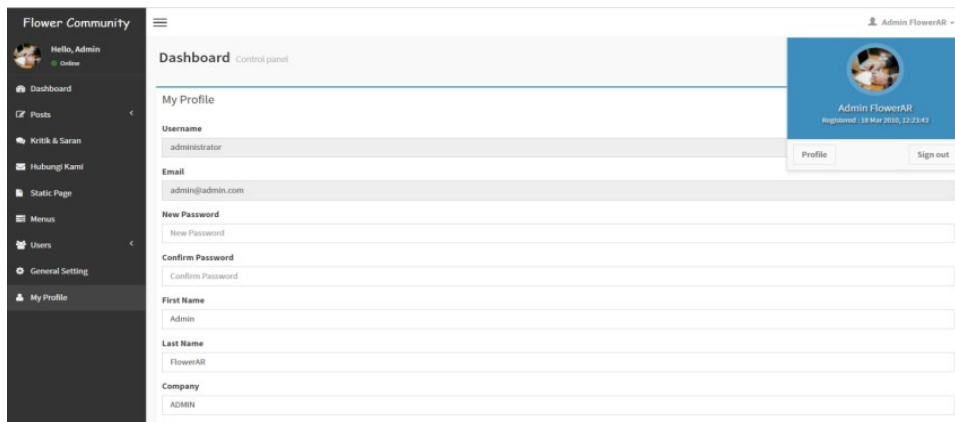 Flower Community
Admin FlowerAR
Hello, Admin
Online
Dashboard
Posts
Kritik & Saran
Hubungi Kami
Static Page
Menus
Users
General Setting
My Profile
Dashboard Control panel
Admin FlowerAR
Registered : 18 Mar 2010, 12:23:43
Profile Sign out
My Profile
Username
administrator
Email
admin@admin.com
New Password
New Password
Confirm Password
Confirm Password
First Name
Admin
Last Name
FlowerAR
Company
ADMIN